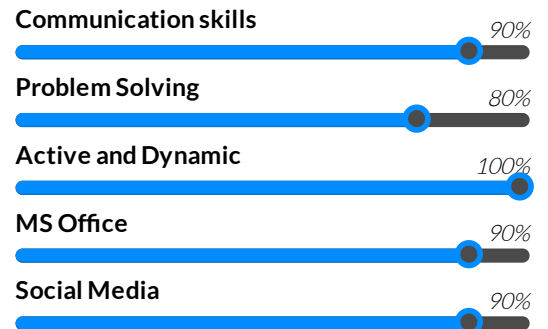 Communication skills
90%
Problem Solving
80%
Active and Dynamic
100%
MS Office
90%
Social Media
90%